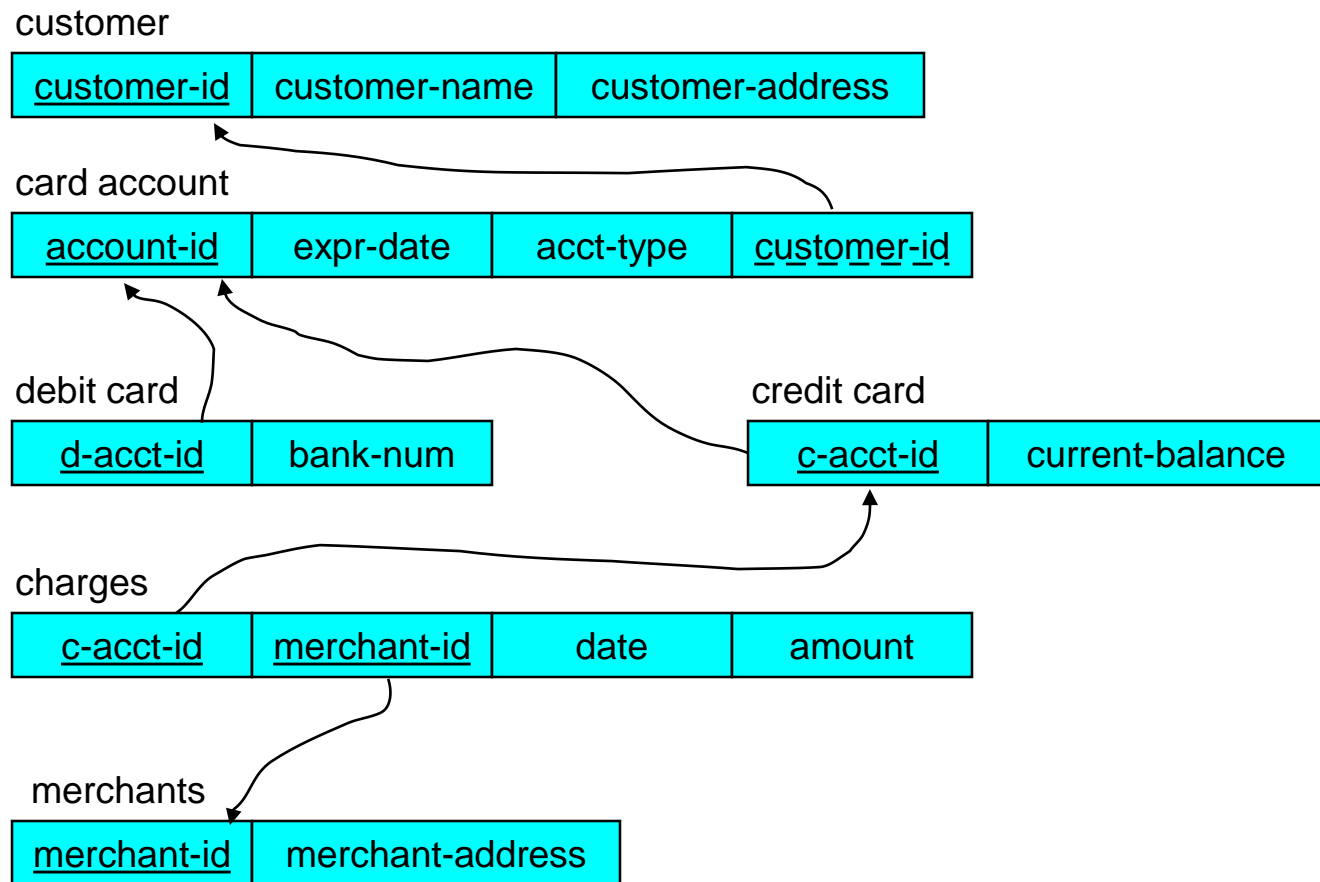 customer
customer-id customer-name customer-address
card account
account-id expr-date acct-type customer-id
debit card credit card
d-acct-id bank-num c-acct-id current-balance
charges
c-acct-id merchant-id date amount
merchants
merchant-id merchant-address